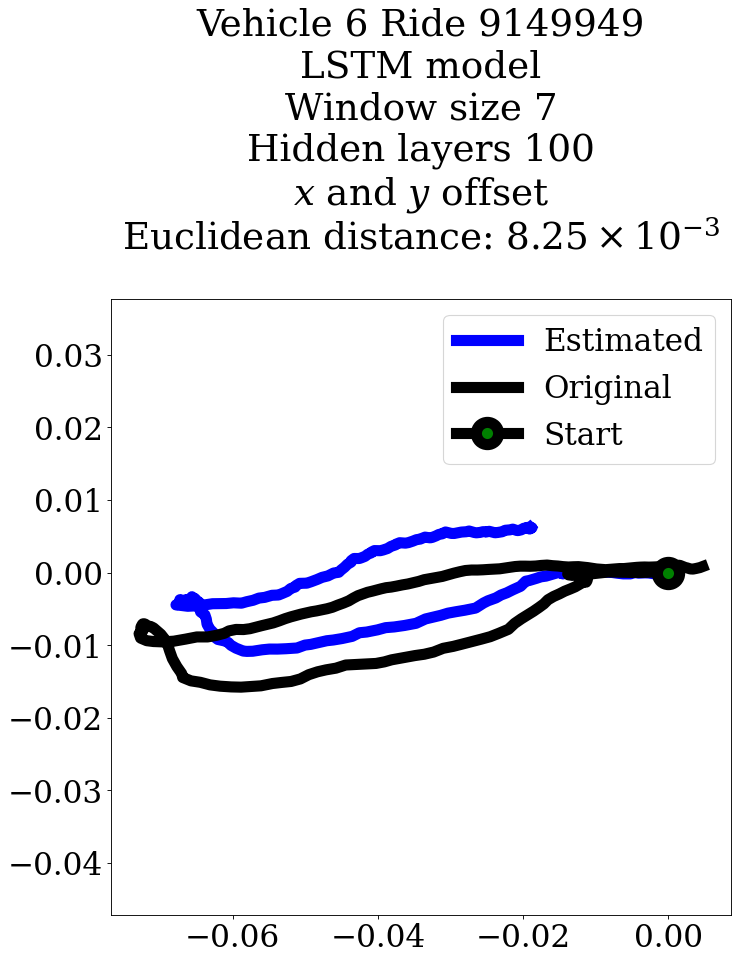 Vehicle 6 Ride 9149949
LSTM model
Window size 7
Hidden layers 100
x and y offset
Euclidean distance: 8.25 × 10⁻³
Estimated
Original
Start
0.03
0.02
0.01
0.00
−0.01
−0.02
−0.03
−0.04
−0.06 −0.04 −0.02 0.00